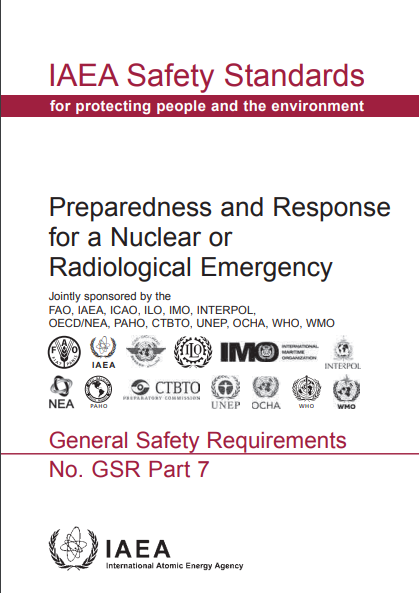 IAEA Safety Standards
for protecting people and the environment
Preparedness and Response
for a Nuclear or
Radiological Emergency
Jointly sponsored by the
FAO, IAEA, ICAO, ILO, IMO, INTERPOL,
OECD/NEA, PAHO, CTBTO, UNEP, OCHA, WHO, WMO
IAEA
ILO
IMO
INTERNATIONAL
MARITIME
ORGANIZATION
INTERPOL
NEA
PAHO
CTBTO
PREPARATORY COMMISSION
UNEP
OCHA
WHO
WMO
General Safety Requirements
No. GSR Part 7
IAEA
International Atomic Energy Agency